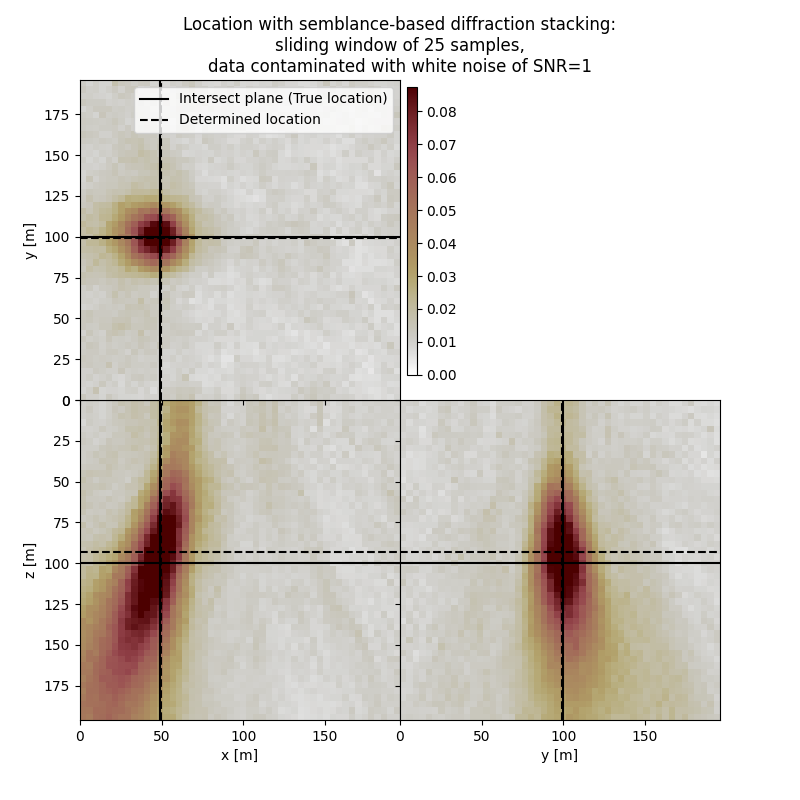 Location with semblance-based diffraction stacking:
sliding window of 25 samples,
data contaminated with white noise of SNR=1
Intersect plane (True location)
Determined location
175
150
125
100
75
50
25
0
y [m]
0.08
0.07
0.06
0.05
0.04
0.03
0.02
0.01
0.00
0
25
50
75
100
125
150
175
z [m]
0 50 100 150
x [m]
0 50 100 150
y [m]